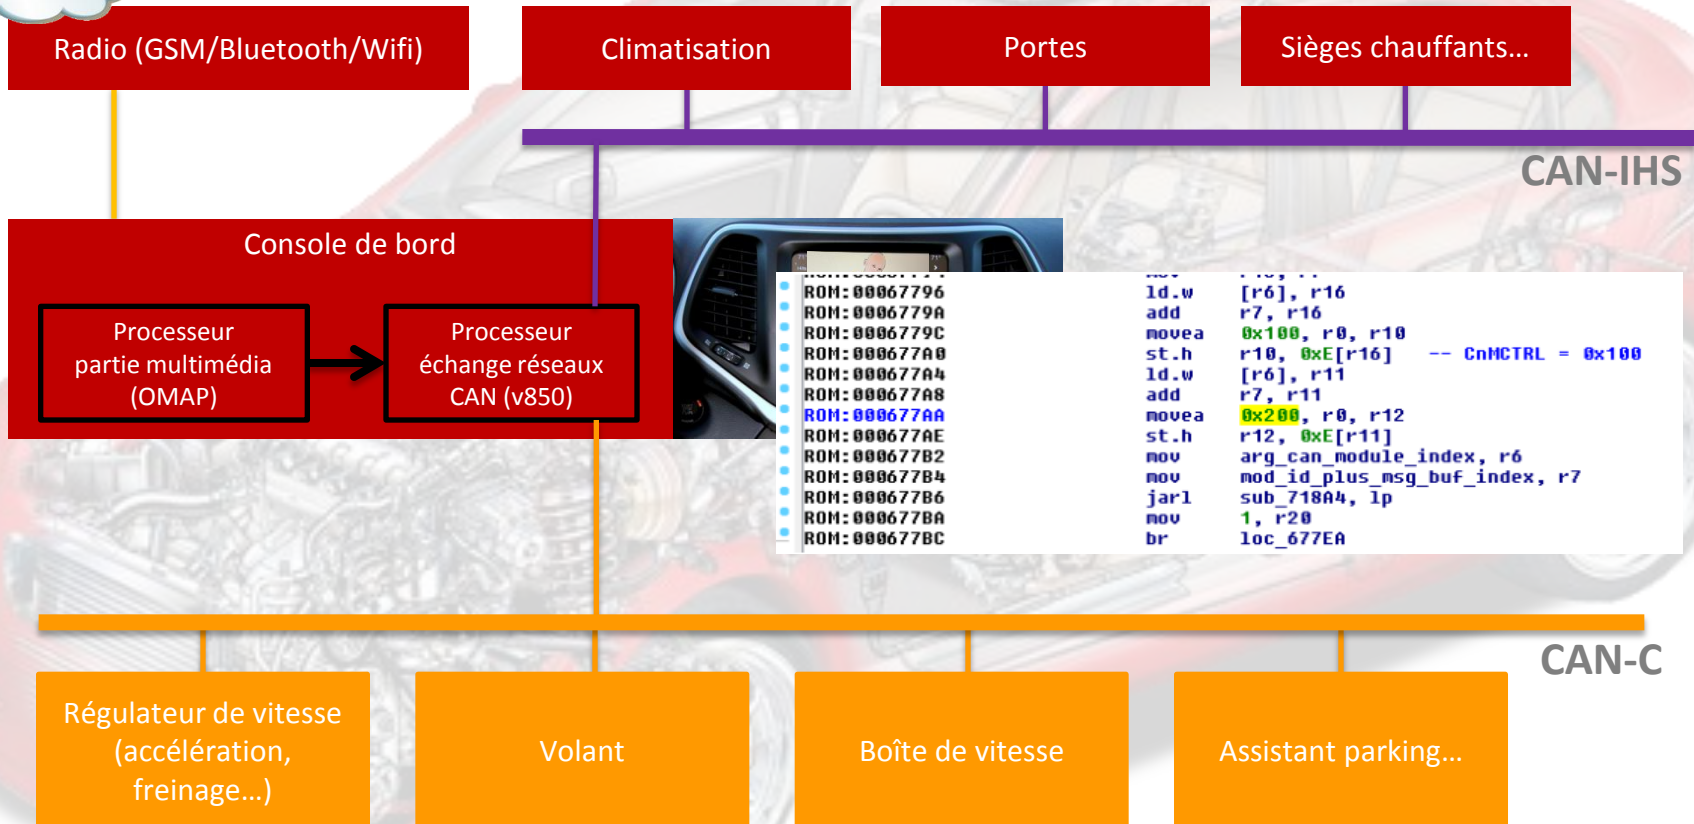 Radio (GSM/Bluetooth/Wifi)
Climatisation
Portes
Sièges chauffants...
CAN-IHS
Console de bord
Processeur
partie multimédia
(OMAP)
Processeur
échange réseaux
CAN (v850)
ROM:00067796 ld.w [r6], r16
ROM:0006779A add r7, r16
ROM:0006779C movea 0x100, r0, r10
ROM:000677A0 st.h r10, 0xE[r16] -- CnMCTRL = 0x100
ROM:000677A4 ld.w [r6], r11
ROM:000677A8 add r7, r11
ROM:000677AA movea 0x200, r0, r12
ROM:000677AE st.h r12, 0xE[r11]
ROM:000677B2 mov arg_can_module_index, r6
ROM:000677B4 mov mod_id_plus_msg_buf_index, r7
ROM:000677B6 jarl sub_718A4, lp
ROM:000677BA mov 1, r20
ROM:000677BC br loc_677EA
CAN-C
Régulateur de vitesse
(accélération,
freinage...)
Volant
Boîte de vitesse
Assistant parking...